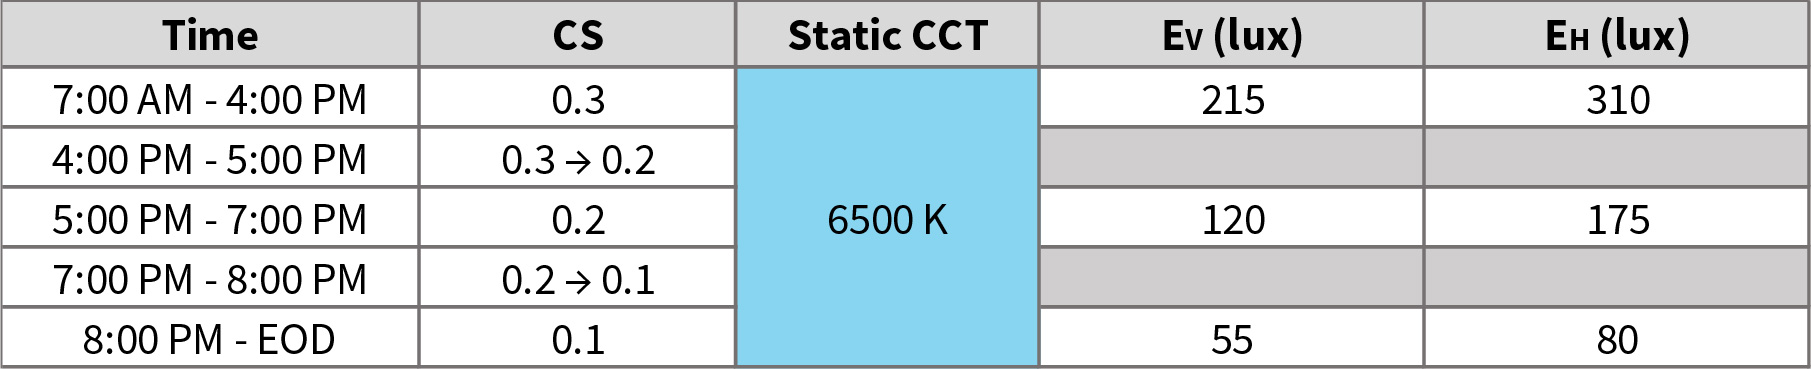 Time CS Static CCT EV (lux) EH (lux)
7:00 AM - 4:00 PM 0.3 215 310
4:00 PM - 5:00 PM 0.3 → 0.2
5:00 PM - 7:00 PM 0.2 6500 K 120 175
7:00 PM - 8:00 PM 0.2 → 0.1
8:00 PM - EOD 0.1 55 80